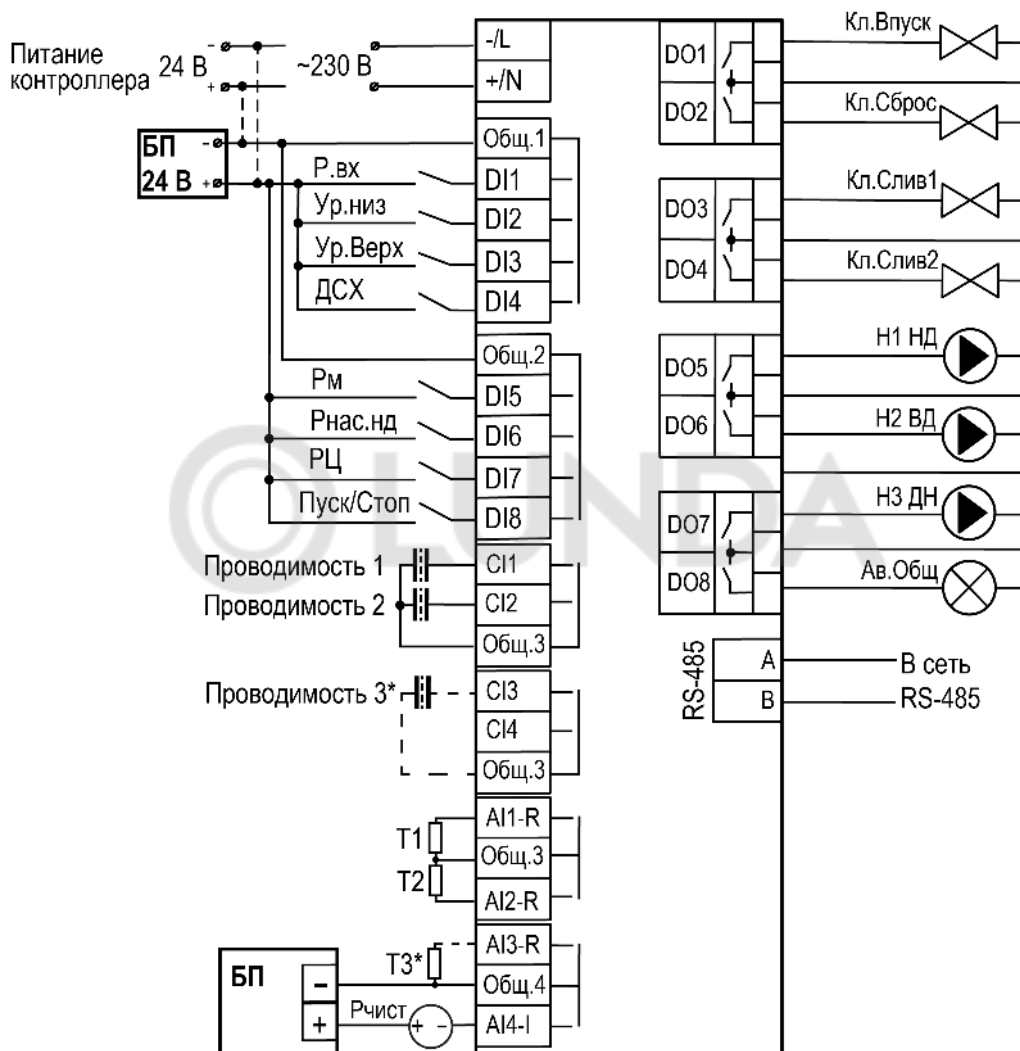 Питание контроллера
- 24 В +
~230 В
-/L
+/N
БП
24 В
-
+
Общ.1
Р.вх
DI1
Ур.низ
DI2
Ур.Верх
DI3
ДСХ
DI4
Общ.2
Рм
DI5
Рнас.нд
DI6
РЦ
DI7
Пуск/Стоп
DI8
Проводимость 1
CI1
Проводимость 2
CI2
Общ.3
Проводимость 3*
CI3
CI4
Общ.3
AI1-R
T1
Общ.3
T2
AI2-R
AI3-R
T3*
Общ.4
БП
-
+
Рчист
+ -
AI4-I
DO1
Кл.Впуск
DO2
Кл.Сброс
DO3
Кл.Слив1
DO4
Кл.Слив2
DO5
Н1 НД
DO6
Н2 ВД
DO7
Н3 ДН
DO8
Ав.Общ
RS-485
A
B
В сеть
RS-485
LUNDA